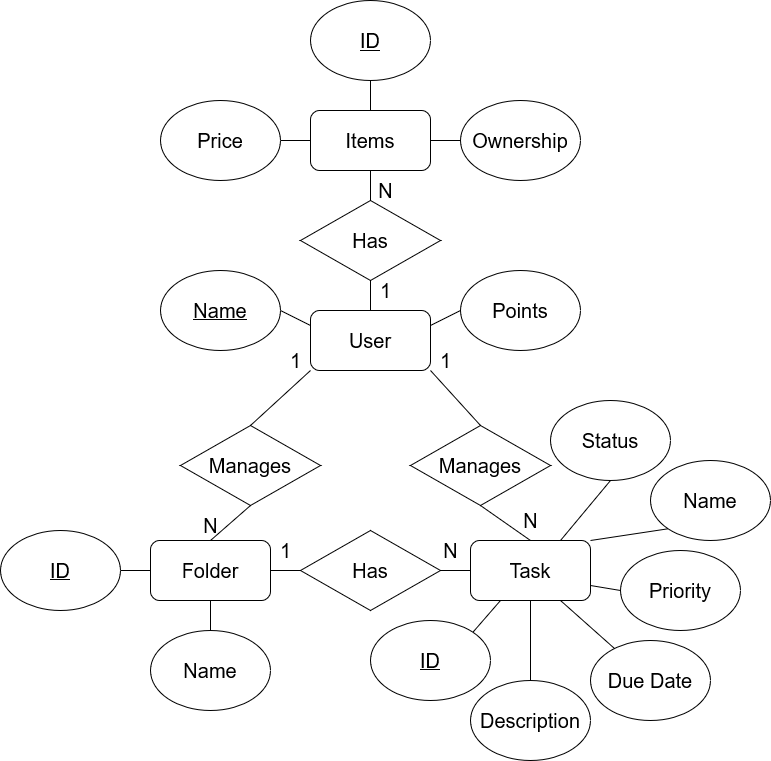 ID
Price
Items
Ownership
N
Has
1
Name
Points
User
1
1
Manages
Manages
Status
Name
N
N
1
N
ID
Folder
Has
Task
Priority
ID
Name
Due Date
Description